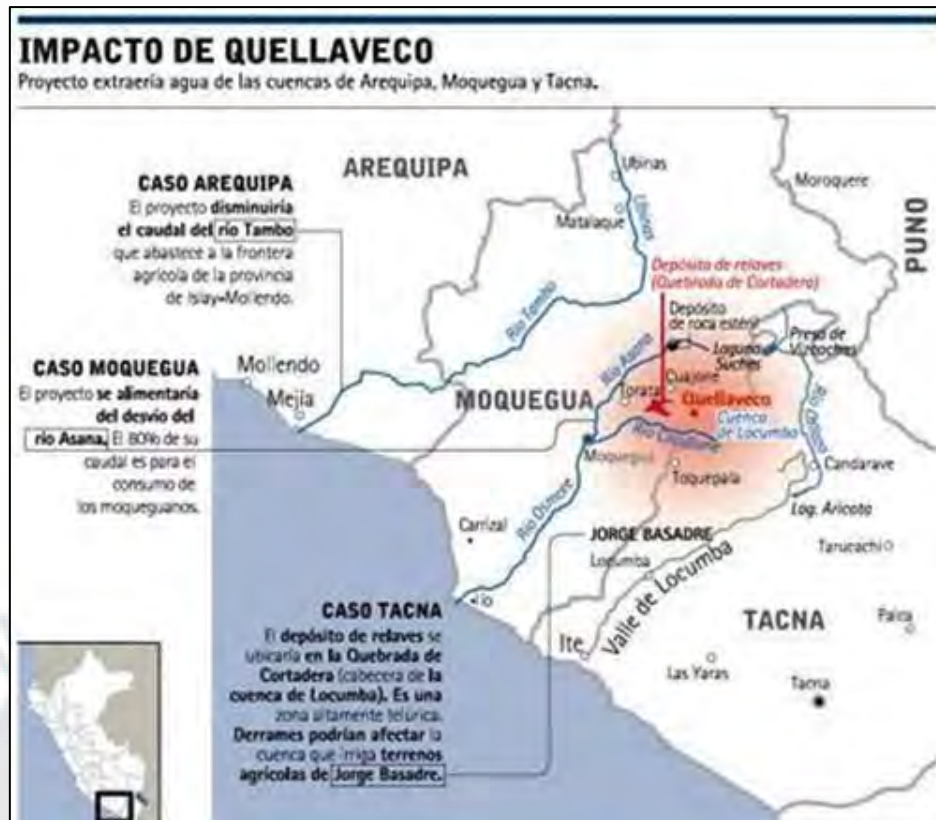 IMPACTO DE QUELLAVECO
Proyecto extraería agua de las cuencas de Arequipa, Moquegua y Tacna.
CASO AREQUIPA
El proyecto disminuiría
el caudal del río Tambo
que abastece a la frontera
agrícola de la provincia
de Islay-Mollendo.
CASO MOQUEGUA
El proyecto se alimentaría
del desvío del
río Asana. El 80% de su
caudal es para el
consumo de
los moqueguanos.
CASO TACNA
El depósito de relaves se
ubicaría en la Quebrada de
Cortadera (cabecera de la
cuenca de Locumba). Es una
zona altamente telúrica.
Derrames podrían afectar la
cuenca que irriga terrenos
agrícolas de Jorge Basadre.
AREQUIPA
Ubinas
Moroquere
Matalaque
Ubinas
PUNO
Depósito de relaves
(Quebrada de Cortadero)
Río Tambo
Depósito
de roca estéril
Presa de
Vizcachas
Laguna
Suches
Río Asana
Mollendo
Mejía
MOQUEGUA
Torata
Cuajone
Quellaveco
Cuenca
de Locumba
Río
Moquegua
Toquepala
Candarave
Lag. Aricota
Río Osmore
Carrizal
JORGE BASADRE
Locumba
Tarucachi
Valle de Locumba
Ilo
TACNA
Ite
Las Yaras
Tacna